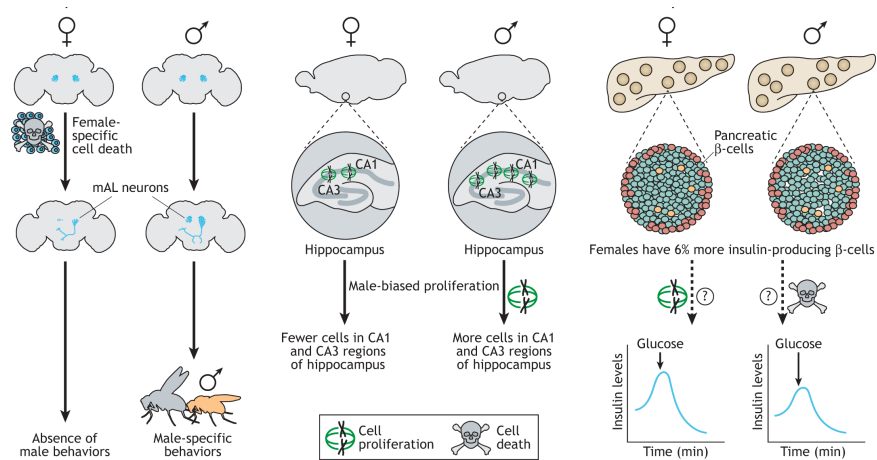 ♀
♂
Female-
specific
cell death
mAL neurons
♂
Absence of
male behaviors
Male-specific
behaviors
♀
♂
CA1
CA3
CA1
CA3
Hippocampus
Hippocampus
Male-biased proliferation
Fewer cells in CA1
and CA3 regions
of hippocampus
More cells in CA1
and CA3 regions
of hippocampus
Cell
proliferation
Cell
death
♀
♂
Pancreatic
β-cells
Females have 6% more insulin-producing β-cells
?
?
Glucose
Insulin levels
Time (min)
Glucose
Insulin levels
Time (min)